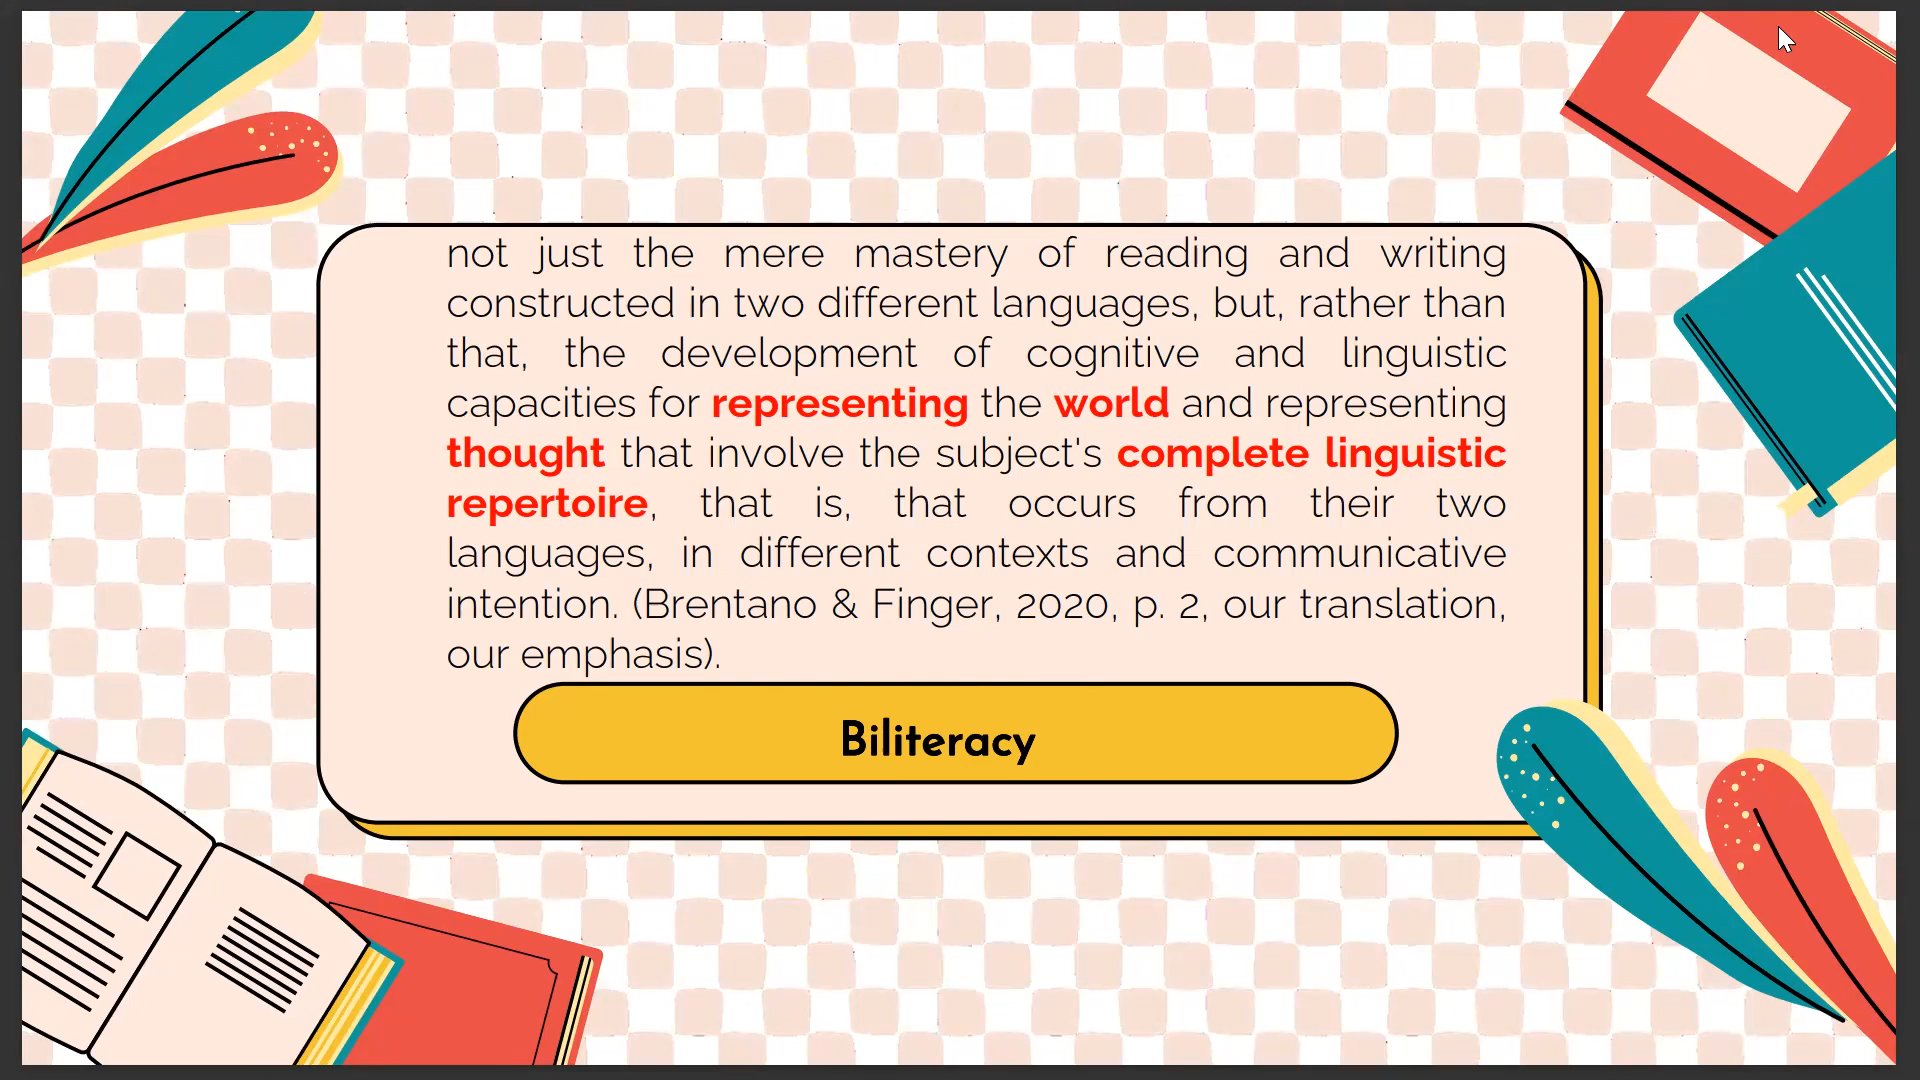 not just the mere mastery of reading and writing
constructed in two different languages, but, rather than
that, the development of cognitive and linguistic
capacities for representing the world and representing
thought that involve the subject's complete linguistic
repertoire, that is, that occurs from their two
languages, in different contexts and communicative
intention. (Brentano & Finger, 2020, p. 2, our translation,
our emphasis).
Biliteracy